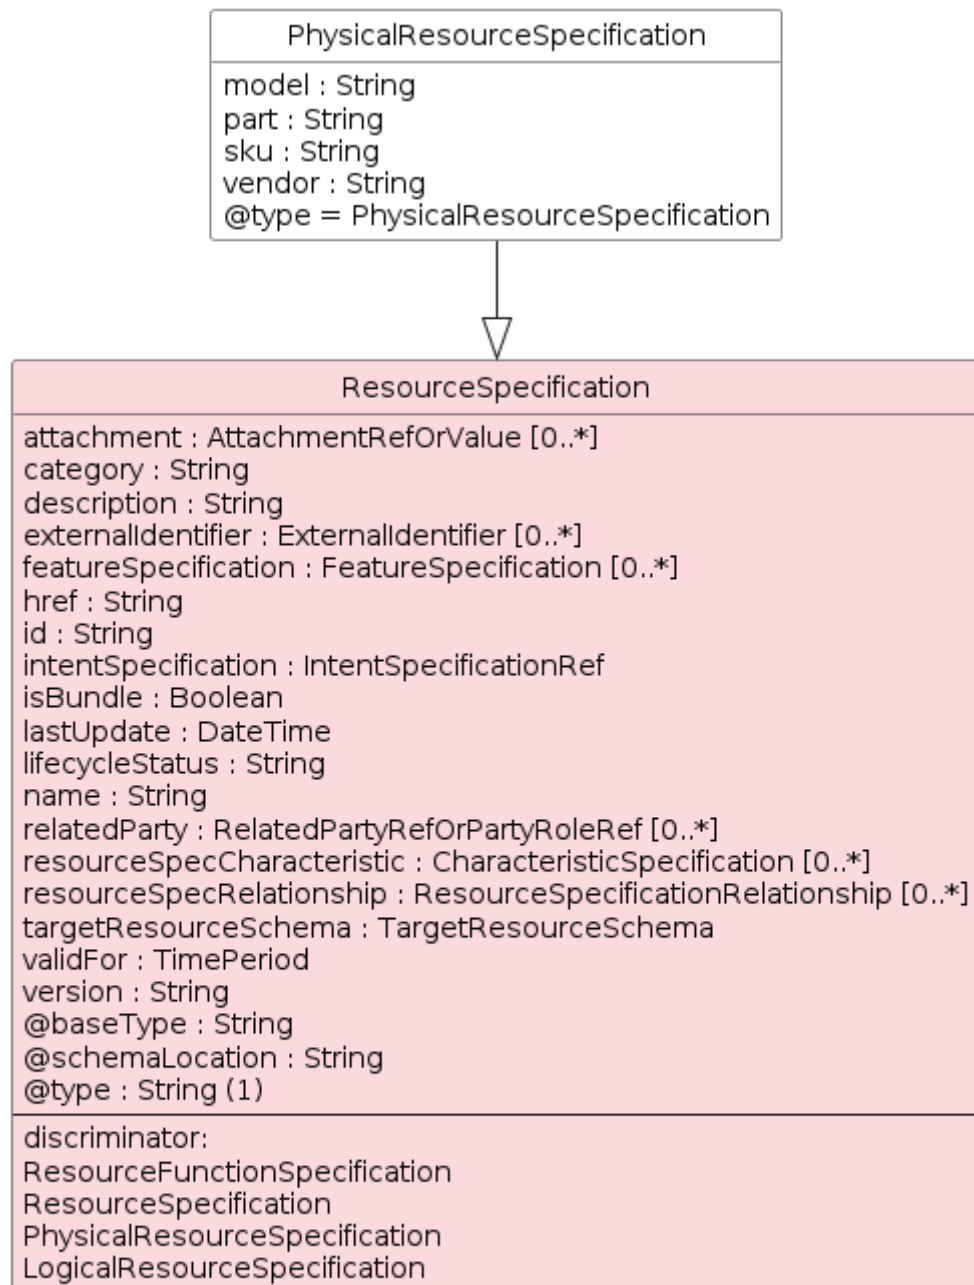 PhysicalResourceSpecification
model : String
part : String
sku : String
vendor : String
@type = PhysicalResourceSpecification
ResourceSpecification
attachment : AttachmentRefOrValue [0..*]
category : String
description : String
externalIdentifier : ExternalIdentifier [0..*]
featureSpecification : FeatureSpecification [0..*]
href : String
id : String
intentSpecification : IntentSpecificationRef
isBundle : Boolean
lastUpdate : DateTime
lifecycleStatus : String
name : String
relatedParty : RelatedPartyRefOrPartyRoleRef [0..*]
resourceSpecCharacteristic : CharacteristicSpecification [0..*]
resourceSpecRelationship : ResourceSpecificationRelationship [0..*]
targetResourceSchema : TargetResourceSchema
validFor : TimePeriod
version : String
@baseType : String
@schemaLocation : String
@type : String (1)
discriminator:
ResourceFunctionSpecification
ResourceSpecification
PhysicalResourceSpecification
LogicalResourceSpecification